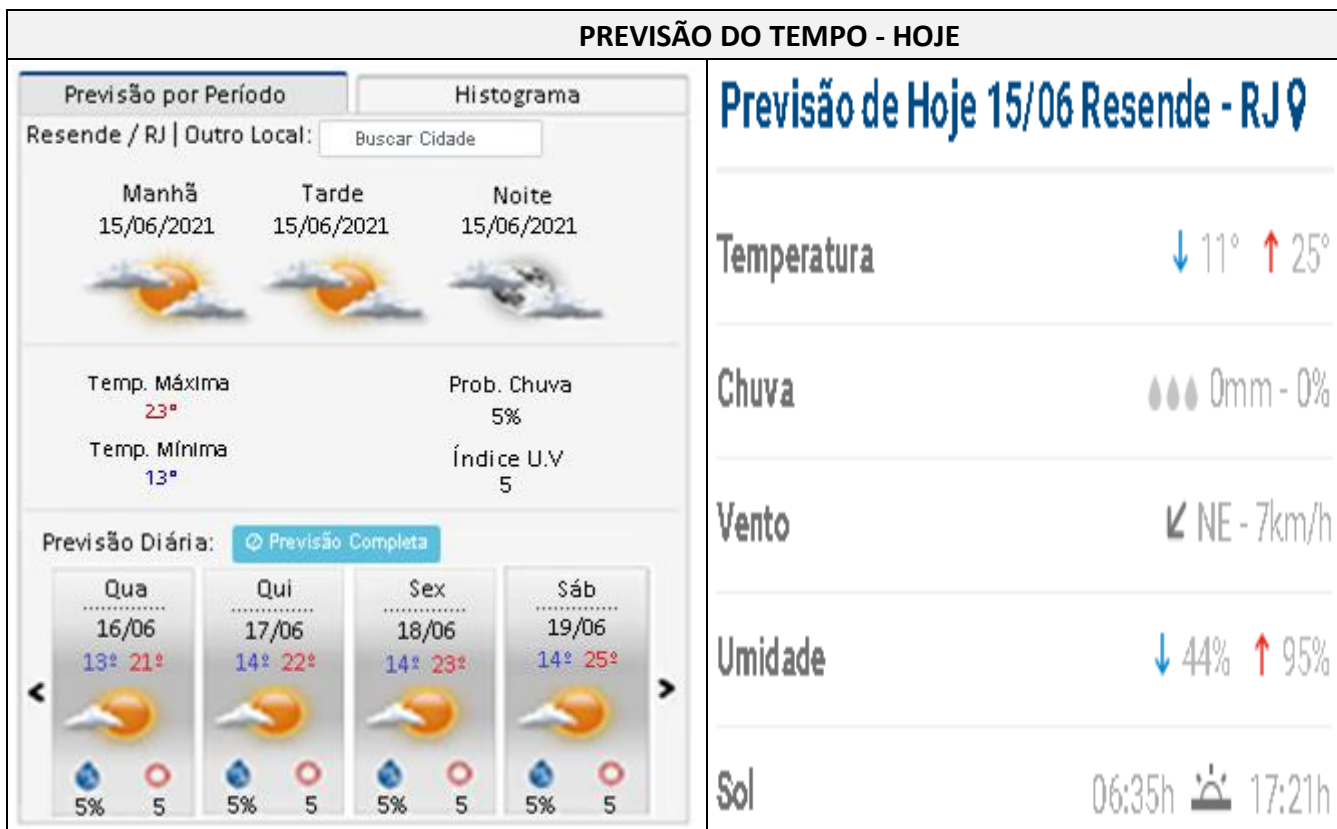 PREVISÃO DO TEMPO - HOJE
Previsão por Período Histograma
Resende / RJ | Outro Local: Buscar Cidade
Manhã Tarde Noite
15/06/2021 15/06/2021 15/06/2021
Temp. Máxima Prob. Chuva
23° 5%
Temp. Mínima Índice U.V
13° 5
Previsão Diária: Previsão Completa
Qua Qui Sex Sáb
16/06 17/06 18/06 19/06
13º 21º 14º 22º 14º 23º 14º 25º
< >
5% 5 5% 5 5% 5 5% 5
Previsão de Hoje 15/06 Resende - RJ
Temperatura ↓ 11° ↑ 25°
Chuva 0mm - 0%
Vento NE - 7km/h
Umidade ↓ 44% ↑ 95%
Sol 06:35h 17:21h